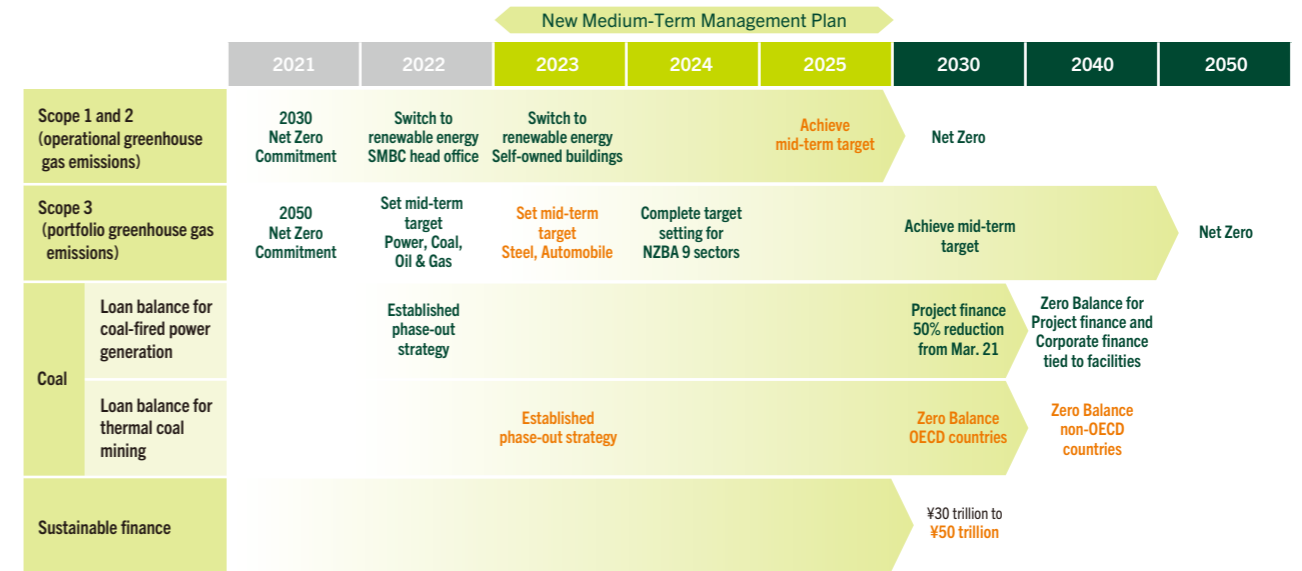 New Medium-Term Management Plan
2021
2022
2023
2024
2025
2030
2040
2050
Scope 1 and 2
(operational greenhouse
gas emissions)
2030
Net Zero
Commitment
Switch to
renewable energy
SMBC head office
Switch to
renewable energy
Self-owned buildings
Achieve
mid-term target
Net Zero
Scope 3
(portfolio greenhouse gas
emissions)
2050
Net Zero
Commitment
Set mid-term
target
Power, Coal,
Oil & Gas
Set mid-term
target
Steel, Automobile
Complete target
setting for
NZBA 9 sectors
Achieve mid-term
target
Net Zero
Coal
Loan balance for
coal-fired power
generation
Established
phase-out
strategy
Project finance
50% reduction
from Mar. 21
Zero Balance for
Project finance and
Corporate finance
tied to facilities
Loan balance for
thermal coal
mining
Established
phase-out strategy
Zero Balance
OECD countries
Zero Balance
non-OECD
countries
Sustainable finance
¥30 trillion to
¥50 trillion